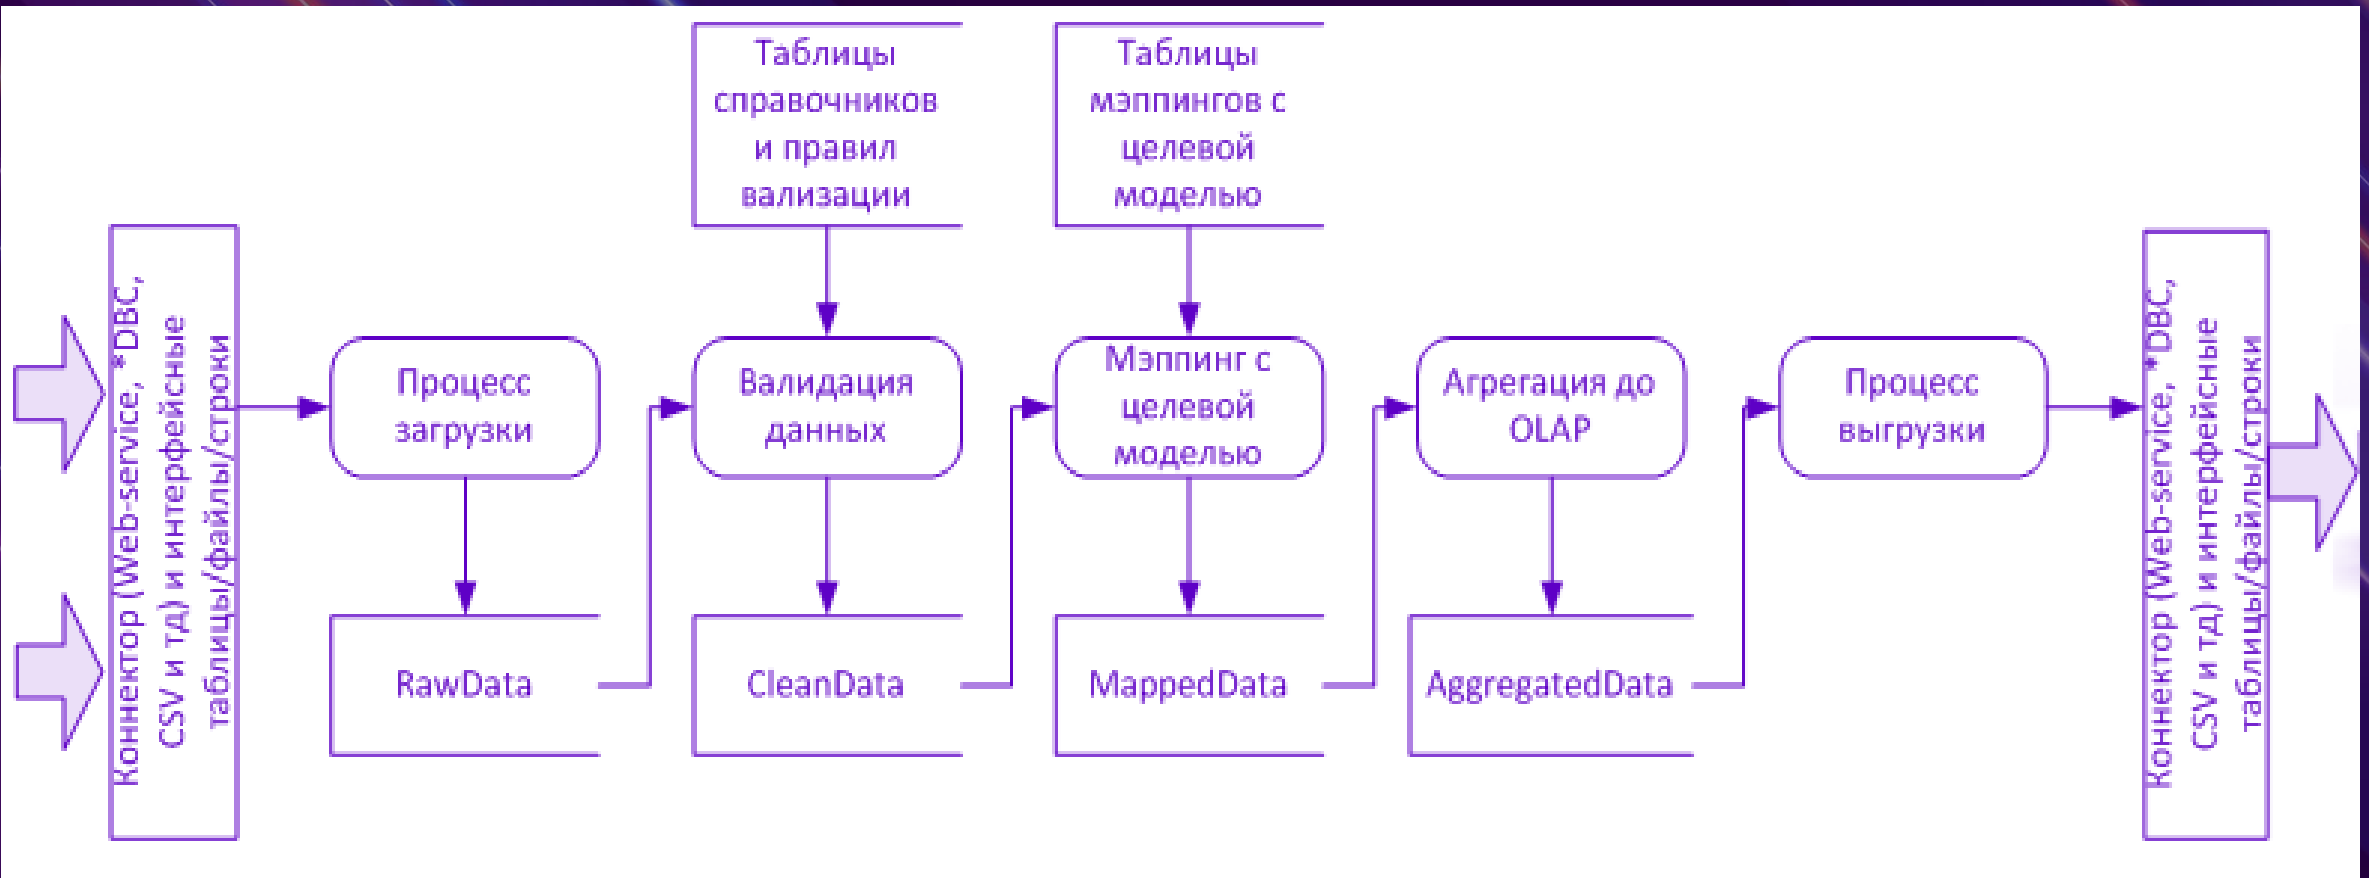 Таблицы
справочников
и правил
вализации
Таблицы
мэппингов с
целевой
моделью
Коннектор (Web-service, *DBC,
CSV и тд) и интерфейсные
таблицы/файлы/строки
Процесс
загрузки
Валидация
данных
Мэппинг с
целевой
моделью
Агрегация до
OLAP
Процесс
выгрузки
RawData
CleanData
MappedData
AggregatedData
Коннектор (Web-service, *DBC,
CSV и тд) и интерфейсные
таблицы/файлы/строки